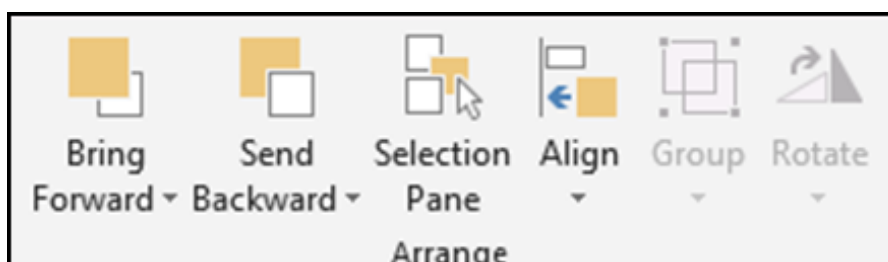 Bring Send Selection Align Group Rotate
Forward Backward Pane
Arrange